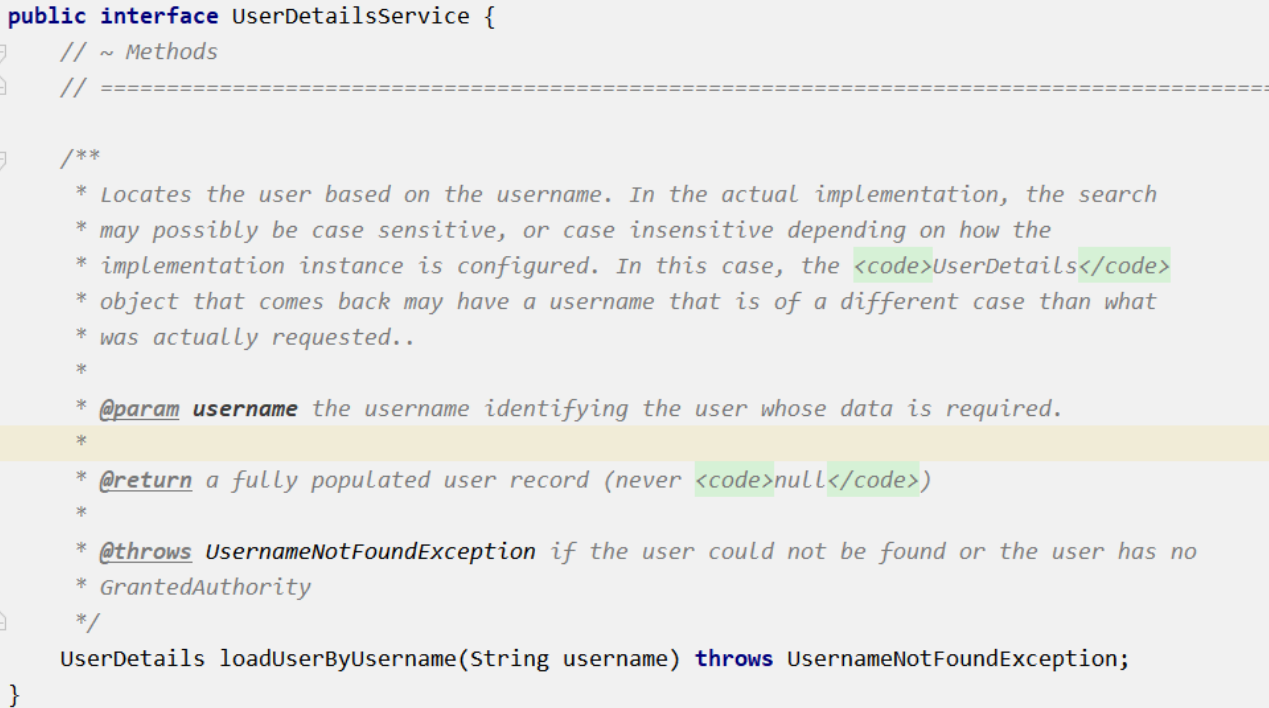 public interface UserDetailsService {
// ~ Methods
// ========================================================================================
/**
* Locates the user based on the username. In the actual implementation, the search
* may possibly be case sensitive, or case insensitive depending on how the
* implementation instance is configured. In this case, the <code>UserDetails</code>
* object that comes back may have a username that is of a different case than what
* was actually requested..
*
* @param username the username identifying the user whose data is required.
*
* @return a fully populated user record (never <code>null</code>)
*
* @throws UsernameNotFoundException if the user could not be found or the user has no
* GrantedAuthority
*/
UserDetails loadUserByUsername(String username) throws UsernameNotFoundException;
}